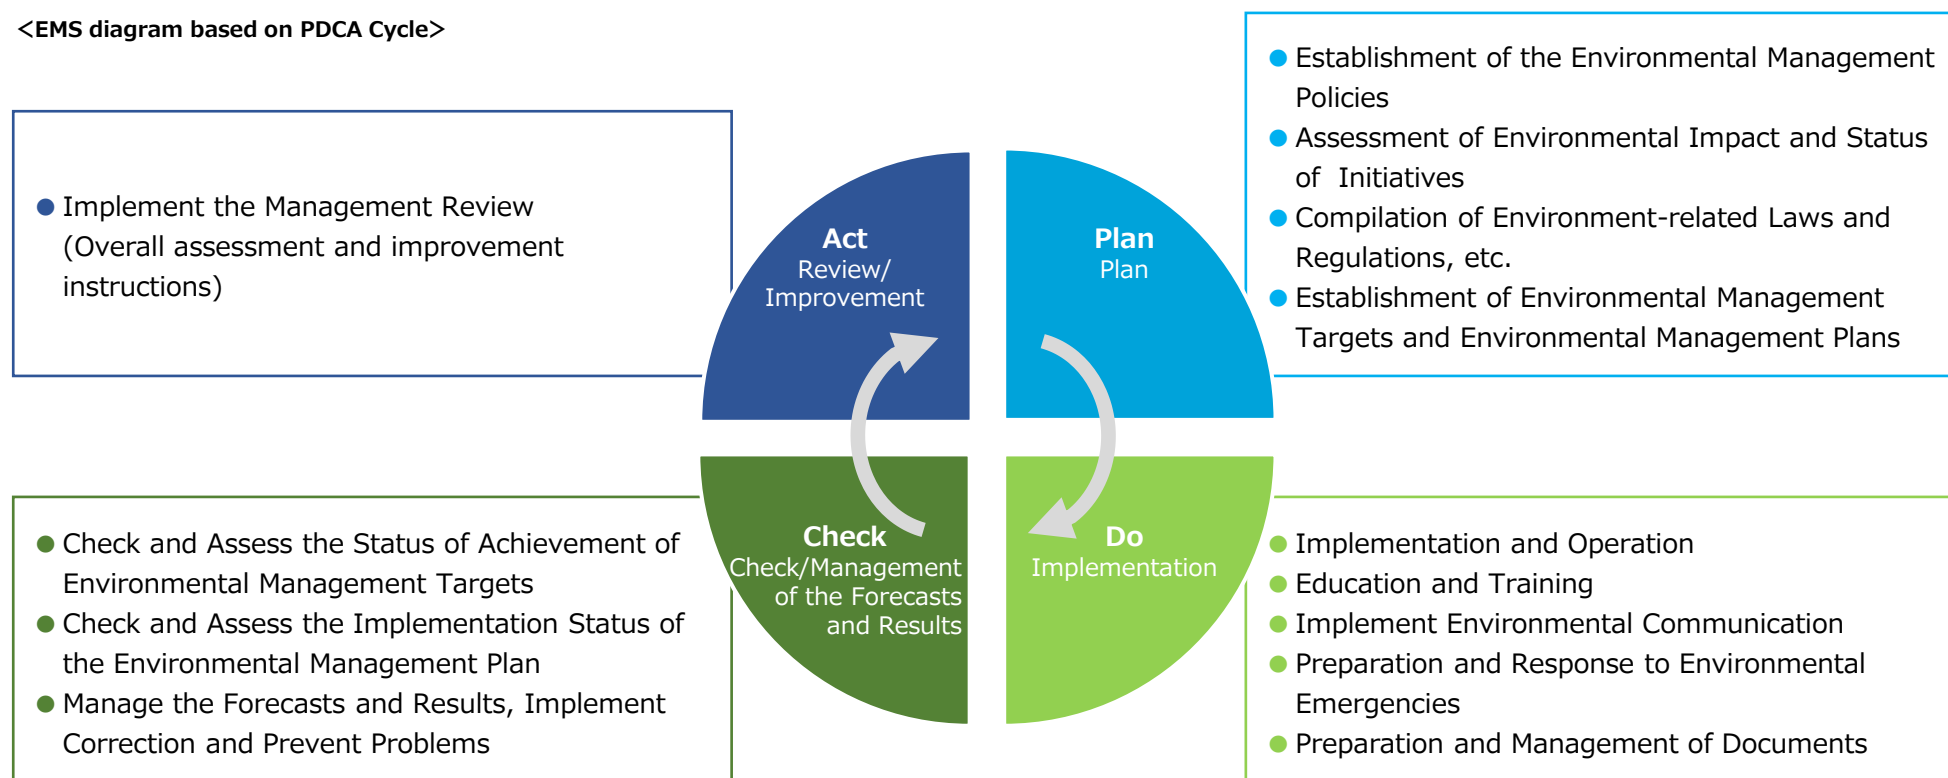 <EMS diagram based on PDCA Cycle>
● Implement the Management Review
(Overall assessment and improvement
instructions)
Act
Review/
Improvement
Plan
Plan
● Establishment of the Environmental Management
Policies
● Assessment of Environmental Impact and Status
of Initiatives
● Compilation of Environment-related Laws and
Regulations, etc.
● Establishment of Environmental Management
Targets and Environmental Management Plans
● Check and Assess the Status of Achievement of
Environmental Management Targets
● Check and Assess the Implementation Status of
the Environmental Management Plan
● Manage the Forecasts and Results, Implement
Correction and Prevent Problems
Check
Check/Management
of the Forecasts
and Results
Do
Implementation
● Implementation and Operation
● Education and Training
● Implement Environmental Communication
● Preparation and Response to Environmental
Emergencies
● Preparation and Management of Documents